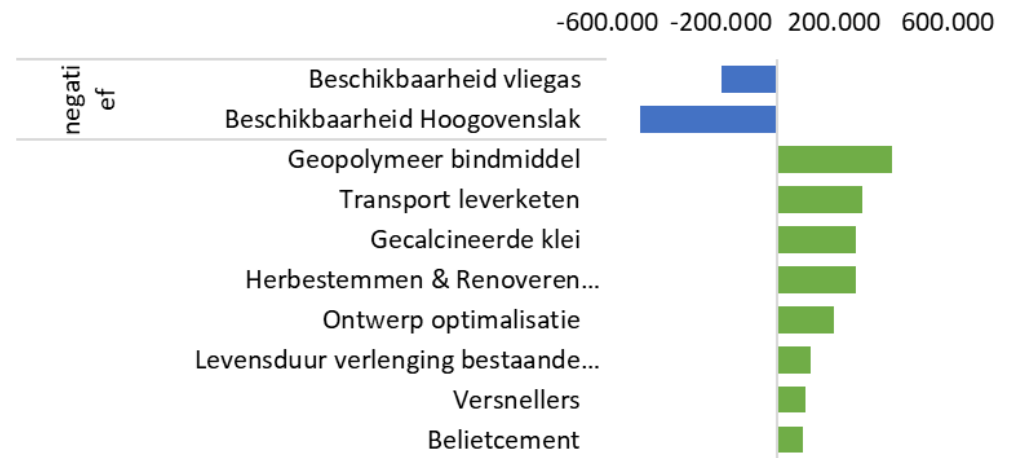 -600.000 -200.000 200.000 600.000
negati
ef
Beschikbaarheid vliegas
Beschikbaarheid Hoogovenslak
Geopolymeer bindmiddel
Transport leverketen
Gecalcineerde klei
Herbestemmen & Renoveren...
Ontwerp optimalisatie
Levensduur verlenging bestaande...
Versnellers
Belietcement